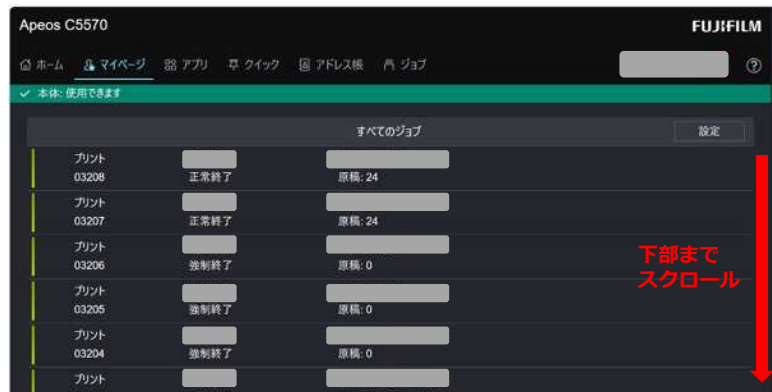 Apeos C5570
FUJIFILM
ホーム マイページ アプリ クイック アドレス帳 ジョブ
本体: 使用できます
すべてのジョブ 設定
プリント
03208 正常終了 原稿: 24
プリント
03207 正常終了 原稿: 24
プリント
03206 強制終了 原稿: 0
プリント
03205 強制終了 原稿: 0
プリント
03204 強制終了 原稿: 0
プリント
下部まで
スクロール